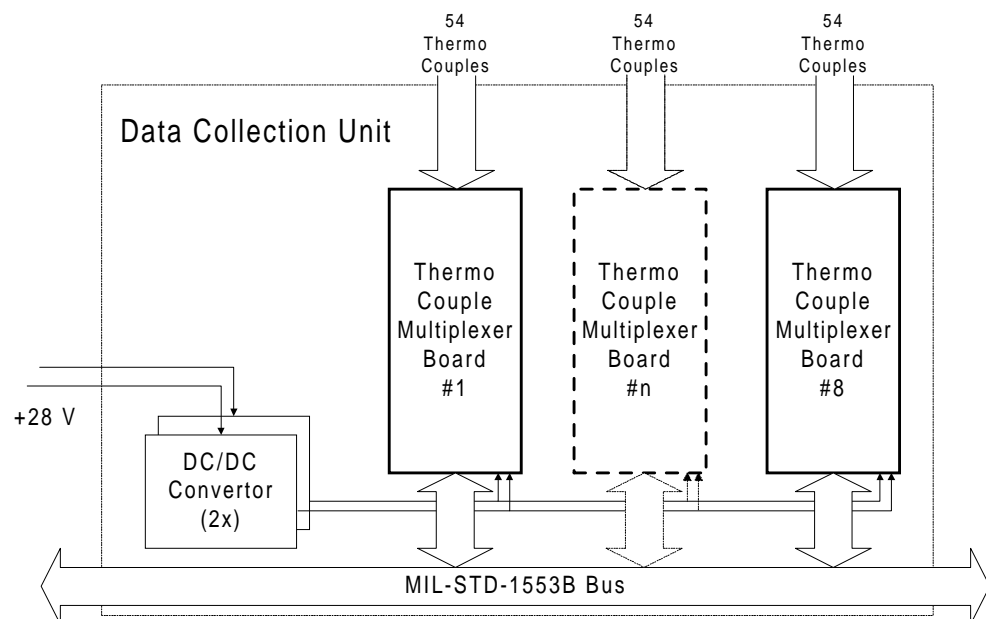 54
Thermo
Couples
54
Thermo
Couples
54
Thermo
Couples
Data Collection Unit
Thermo
Couple
Multiplexer
Board
#1
Thermo
Couple
Multiplexer
Board
#n
Thermo
Couple
Multiplexer
Board
#8
+28 V
DC/DC
Convertor
(2x)
MIL-STD-1553B Bus